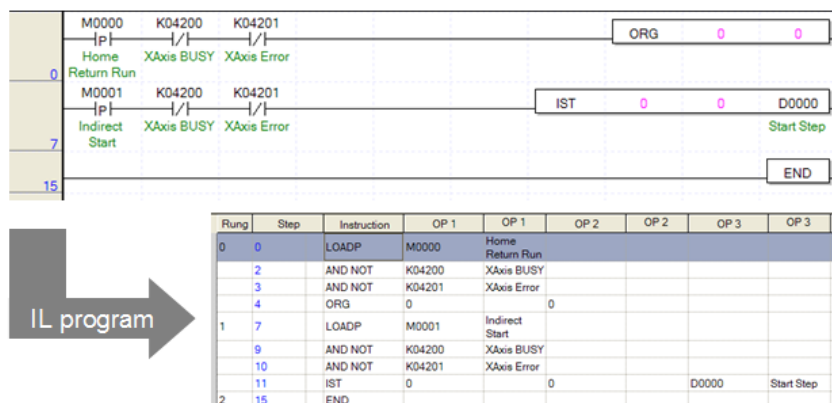 M0000 K04200 K04201
P / / ORG 0 0
Home Return Run XAxis BUSY XAxis Error
0
M0001 K04200 K04201
P / / IST 0 0 D0000
Indirect Start XAxis BUSY XAxis Error Start Step
7
END
15
IL program
Rung Step Instruction OP 1 OP 1 OP 2 OP 2 OP 3 OP 3
0 0 LOADP M0000 Home Return Run
2 AND NOT K04200 XAxis BUSY
3 AND NOT K04201 XAxis Error
4 ORG 0 0
1 7 LOADP M0001 Indirect Start
9 AND NOT K04200 XAxis BUSY
10 AND NOT K04201 XAxis Error
11 IST 0 0 D0000 Start Step
2 15 END